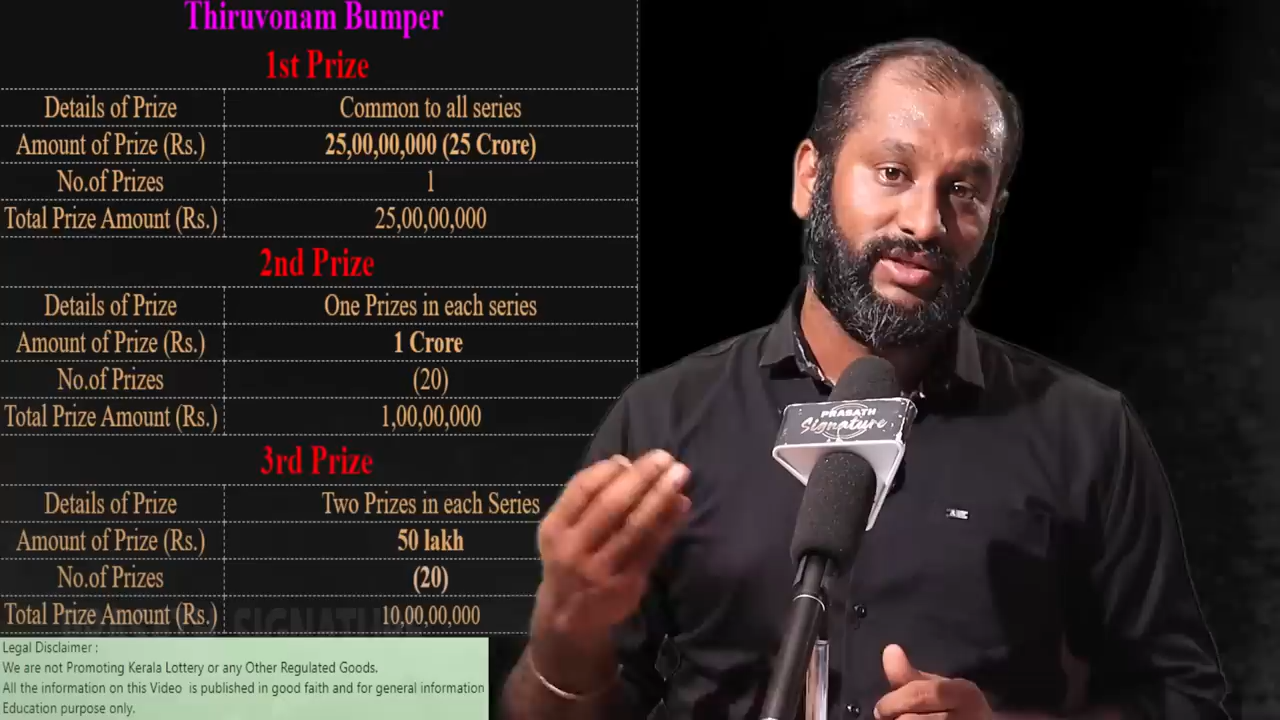 Thiruvonam Bumper
1st Prize
Details of Prize Common to all series
Amount of Prize (Rs.) 25,00,00,000 (25 Crore)
No.of Prizes 1
Total Prize Amount (Rs.) 25,00,00,000
2nd Prize
Details of Prize One Prizes in each series
Amount of Prize (Rs.) 1 Crore
No.of Prizes (20)
Total Prize Amount (Rs.) 1,00,00,000
3rd Prize
Details of Prize Two Prizes in each Series
Amount of Prize (Rs.) 50 lakh
No.of Prizes (20)
Total Prize Amount (Rs.) 10,00,00,000
Legal Disclaimer :
We are not Promoting Kerala Lottery or any Other Regulated Goods.
All the information on this Video is published in good faith and for general information
Education purpose only.
PRABATH
Signature